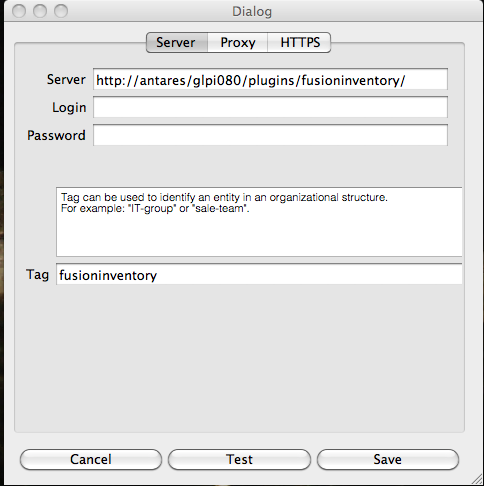 Dialog
Server Proxy HTTPS
Server http://antares/glpi080/plugins/fusioninventory/
Login
Password
Tag can be used to identify an entity in an organizational structure.
For example: "IT-group" or "sale-team".
Tag fusioninventory
Cancel Test Save